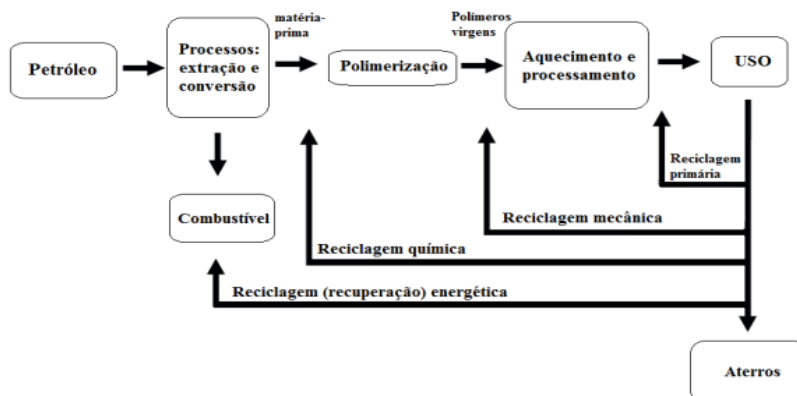 matéria-
prima
Polímeros
virgens
Petróleo
Processos:
extração e
conversão
Polimerização
Aquecimento e
processamento
USO
Reciclagem
primária
Combustível
Reciclagem mecânica
Reciclagem química
Reciclagem (recuperação) energética
Aterros